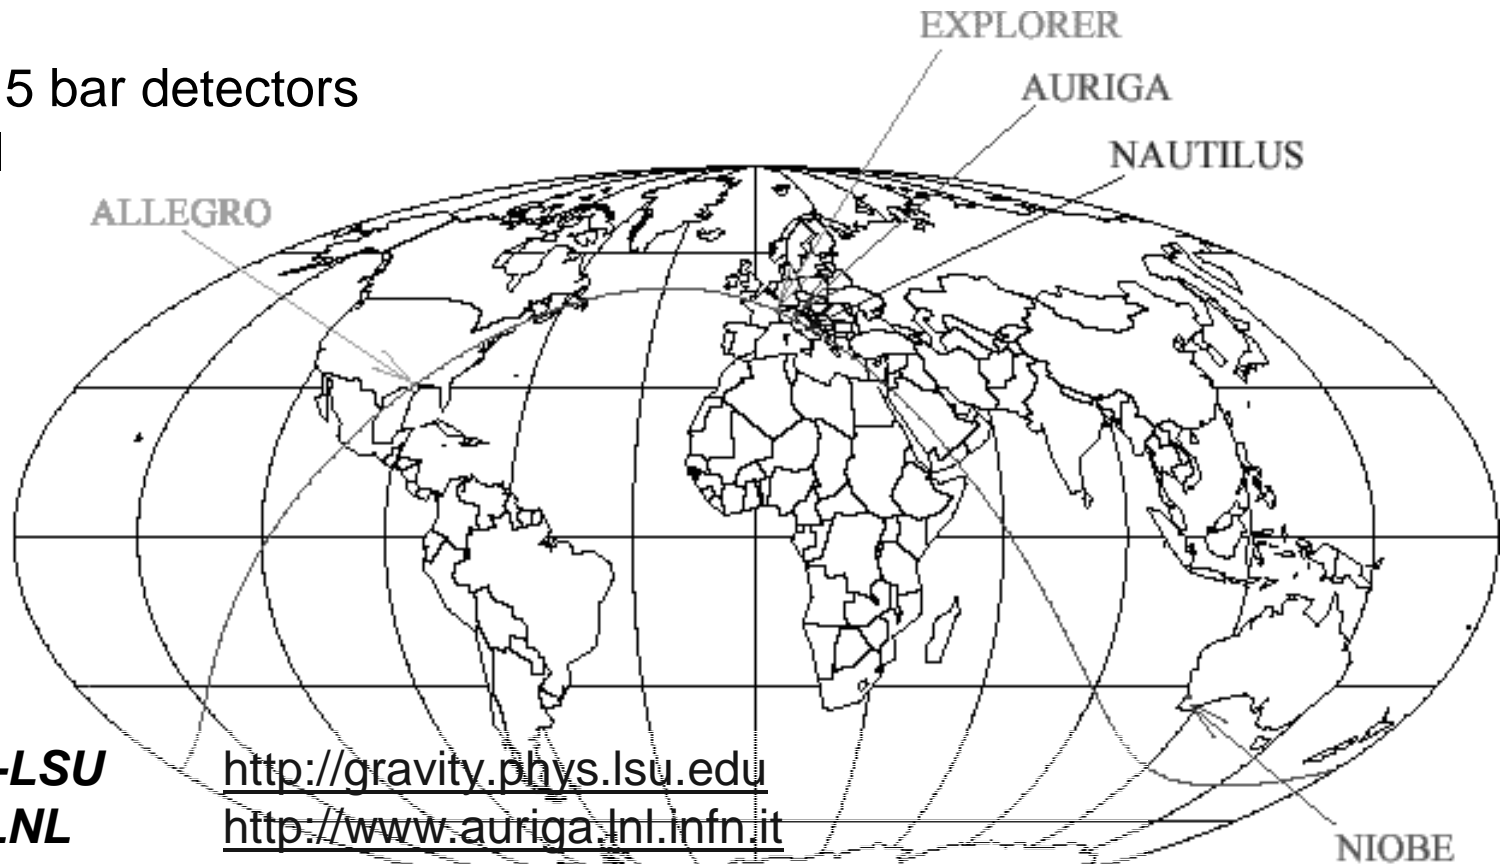 EXPLORER
5 bar detectors
AURIGA
NAUTILUS
ALLEGRO
-LSU http://gravity.phys.lsu.edu
LNL http://www.auriga.lnl.infn.it
NIOBE